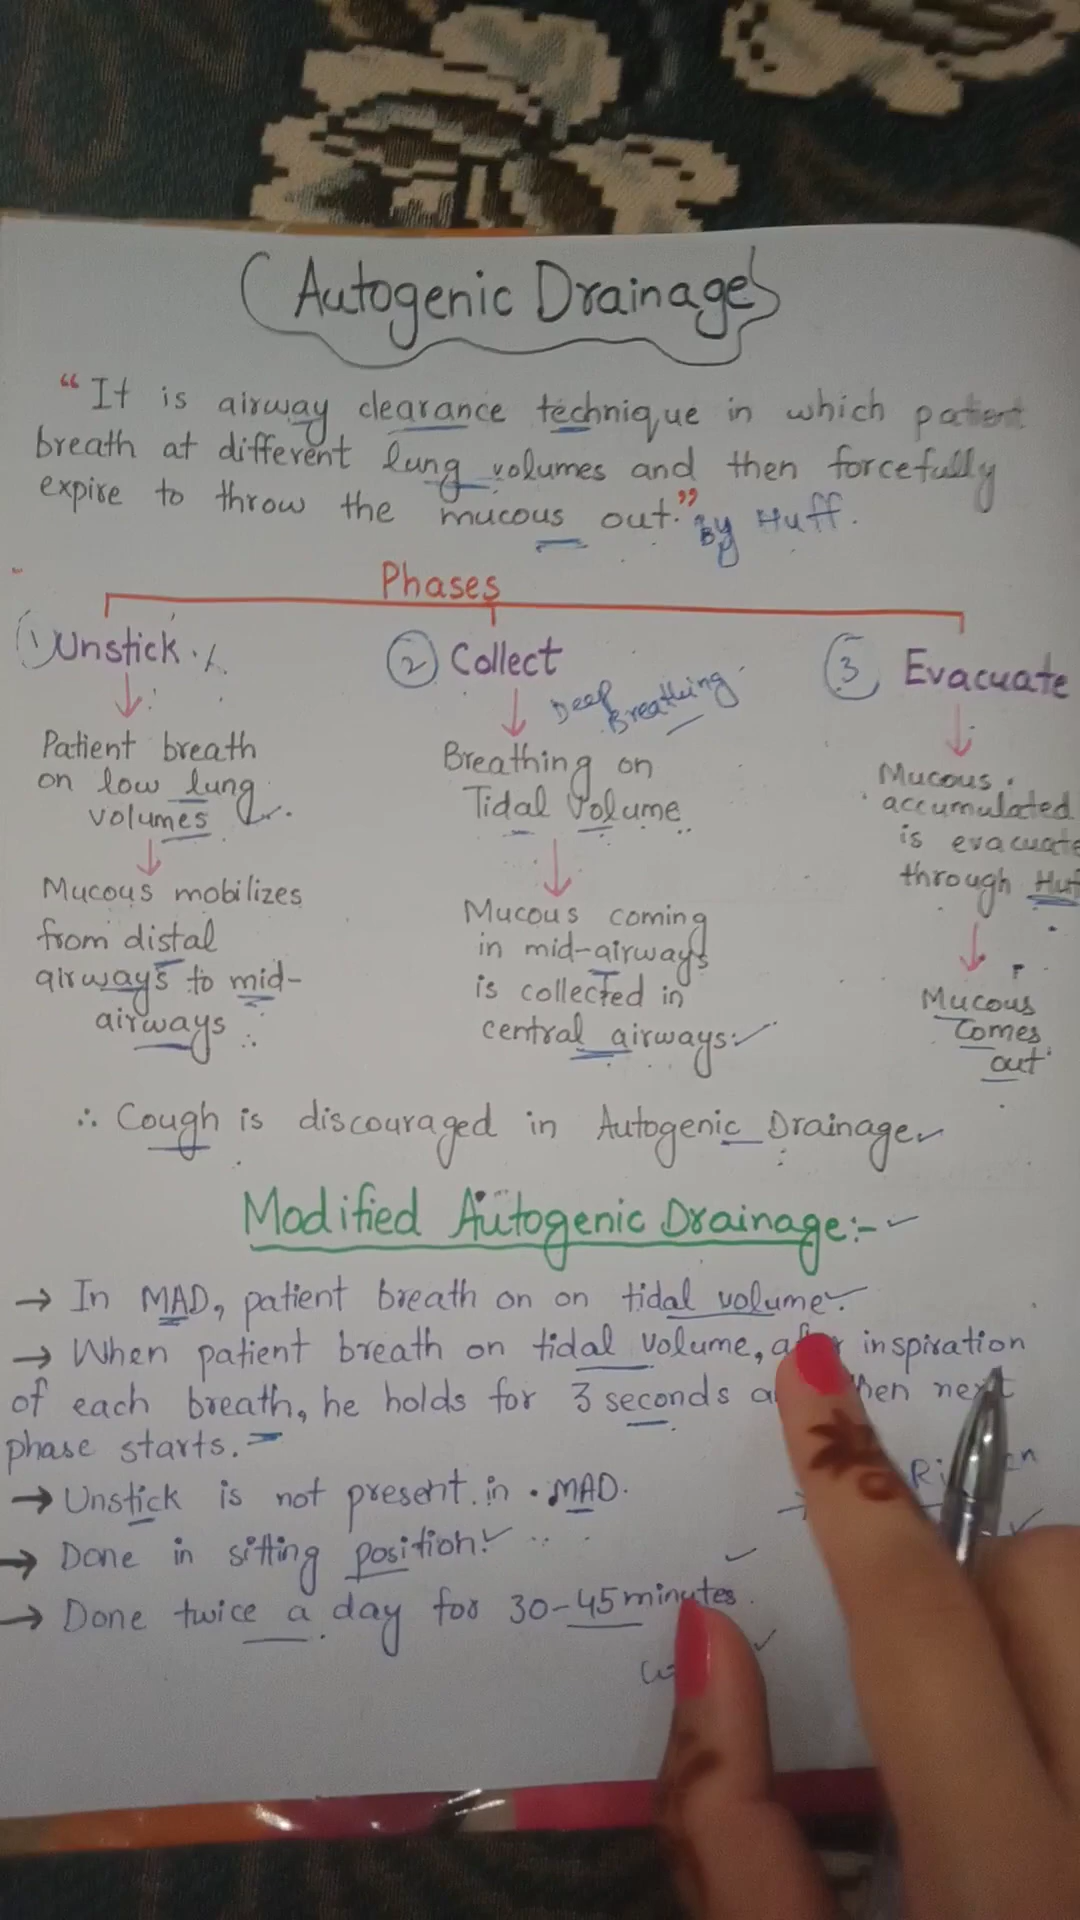 Autogenic Drainage
"It is airway clearance technique in which patient
breath at different lung volumes and then forcefully
expire to throw the mucous out." By Huff.
Phases
1 Unstick.
2 Collect
3 Evacuate
Deep
Breathing
Patient breath
on low lung
volumes
Mucous mobilizes
from distal
airways to mid-
airways
Breathing on
Tidal Volume
Mucous coming
in mid-airways
is collected in
central airways
Mucous
accumulated
is evacuate
through Huf
Mucous
comes
out
∴ Cough is discouraged in Autogenic Drainage
Modified Autogenic Drainage:-
→ In MAD, patient breath on on tidal volume
→ When patient breath on tidal volume, inspiration
of each breath, he holds for 3 seconds next
phase starts.
→ Unstick is not present in MAD.
→ Done in sitting position
→ Done twice a day for 30-45 minutes.